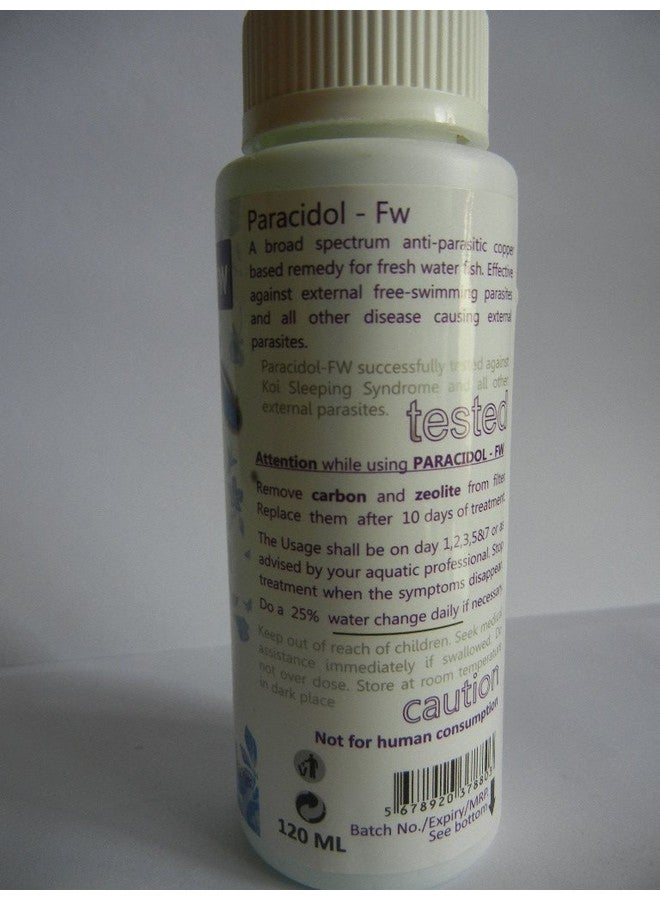 Paracidol - Fw
A broad spectrum anti-parasitic copper
based remedy for fresh water fish. Effective
against external free-swimming parasites
and all other disease causing external
parasites.
Paracidol-FW successfully tested against
Koi Sleeping Syndrome and all other
external parasites.
tested
Attention while using PARACIDOL - FW
Remove carbon and zeolite from filter
Replace them after 10 days of treatment
The Usage shall be on day 1,2,3,5&7 or as
advised by your aquatic professional. Stop
treatment when the symptoms disappear
Do a 25% water change daily if necessary
Keep out of reach of children. Seek medical
assistance immediately if swallowed. Do
not over dose. Store at room temperature
in dark place
caution
Not for human consumption
120 ML
Batch No./Expiry/MRP.
See bottom